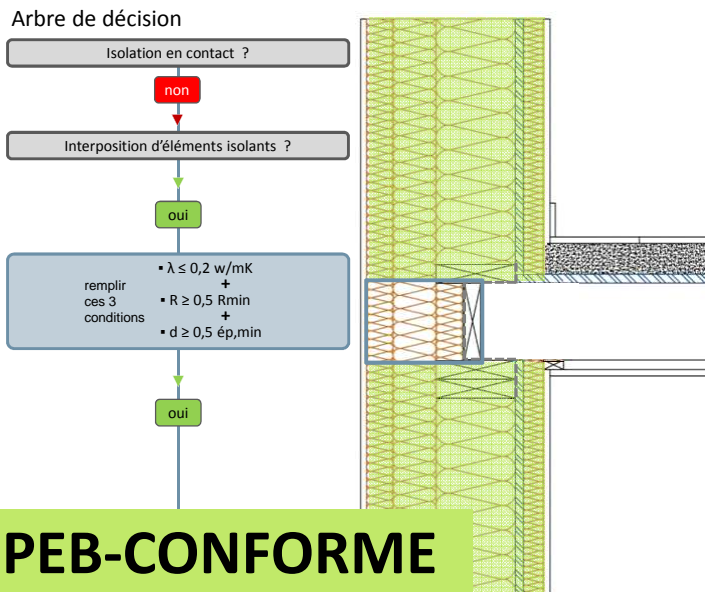 Arbre de décision
Isolation en contact ?
non
Interposition d'éléments isolants ?
oui
remplir
ces 3
conditions
▪ λ ≤ 0,2 w/mK
+
▪ R ≥ 0,5 Rmin
+
▪ d ≥ 0,5 ép,min
oui
PEB-CONFORME